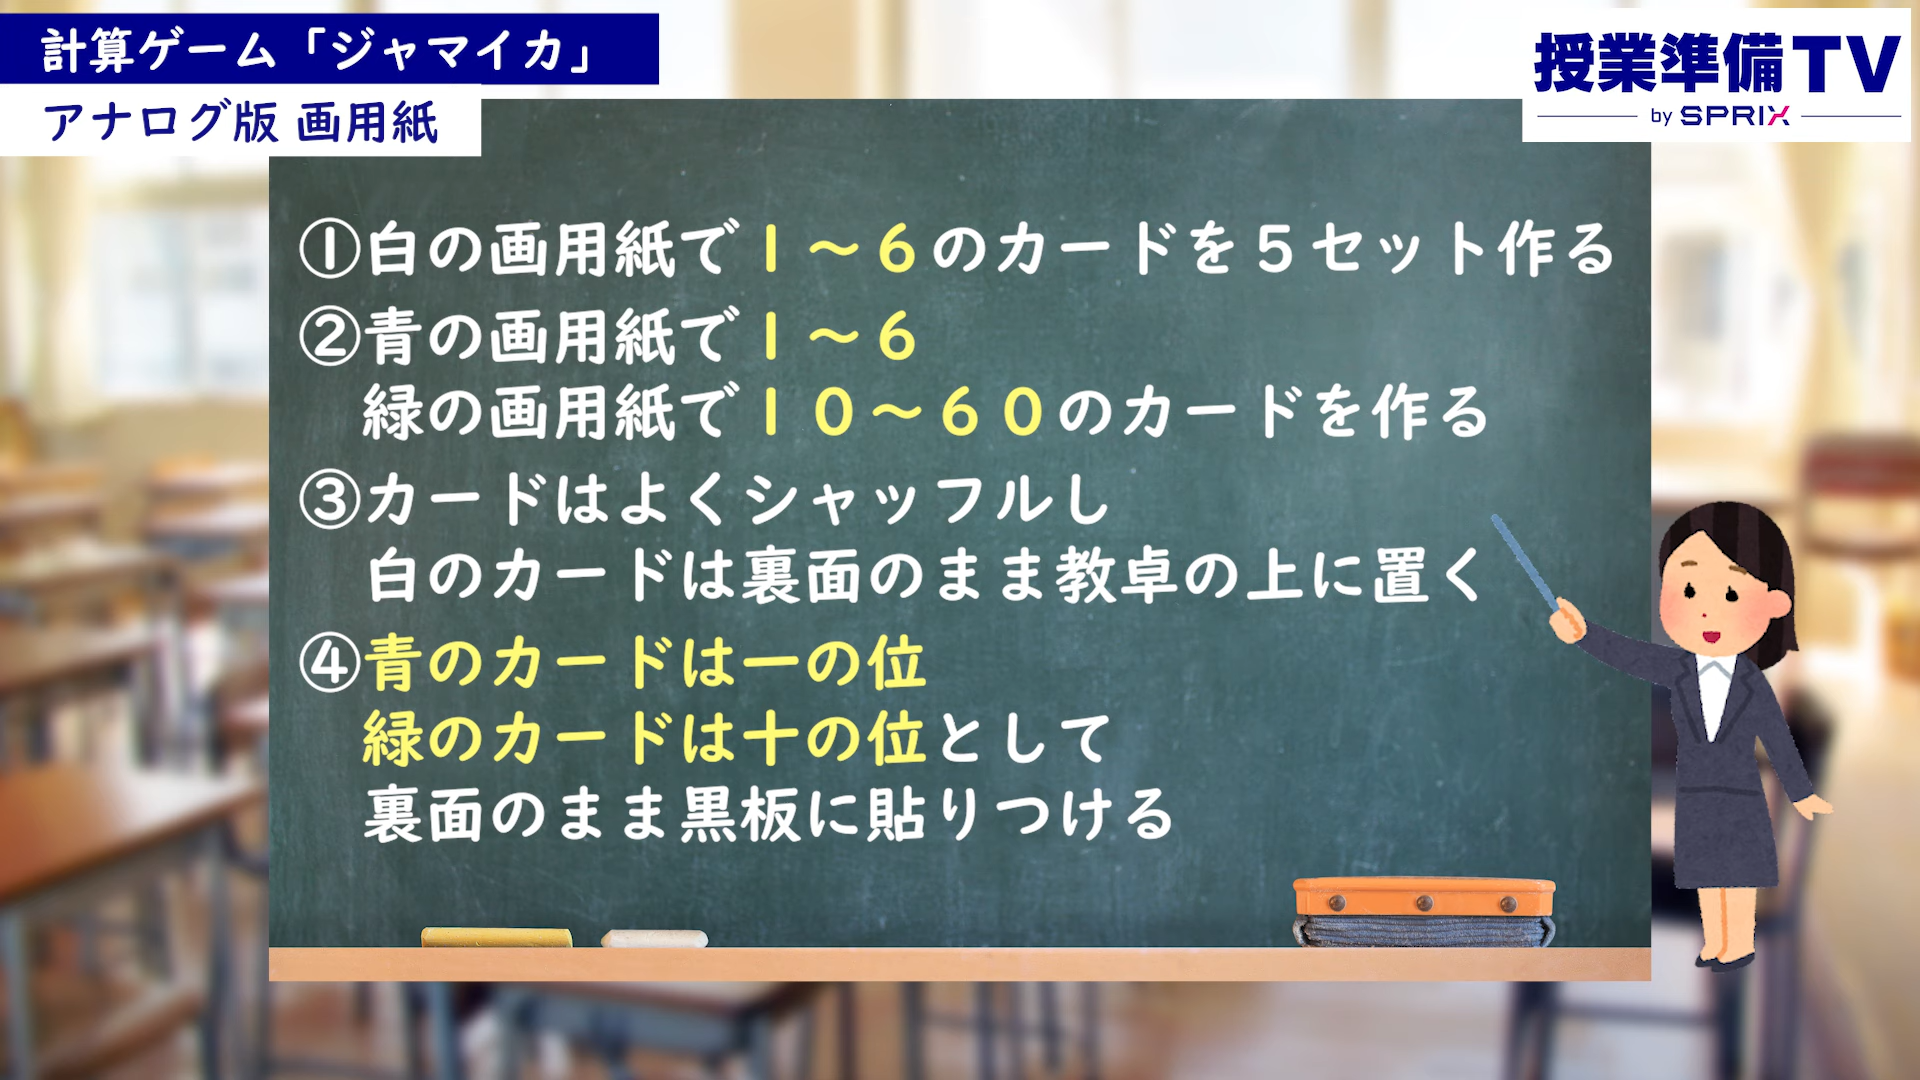 計算ゲーム「ジャマイカ」
アナログ版 画用紙
授業準備TV
by SPRIX
①白の画用紙で１～６のカードを５セット作る
②青の画用紙で１～６
緑の画用紙で１０～６０のカードを作る
③カードはよくシャッフルし
白のカードは裏面のまま教卓の上に置く
④青のカードは一の位
緑のカードは十の位として
裏面のまま黒板に貼りつける